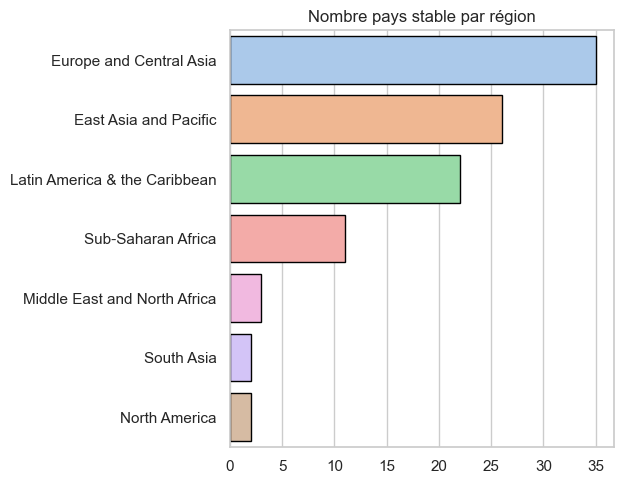 Nombre pays stable par région
Europe and Central Asia
East Asia and Pacific
Latin America & the Caribbean
Sub-Saharan Africa
Middle East and North Africa
South Asia
North America
0 5 10 15 20 25 30 35